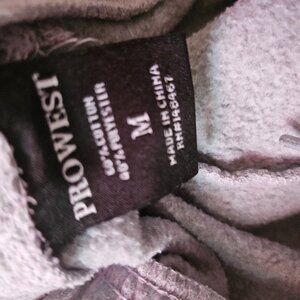 PROWEST
60%COTTON
40%POLYESTER
M
MADE IN CHINA
RN#148467